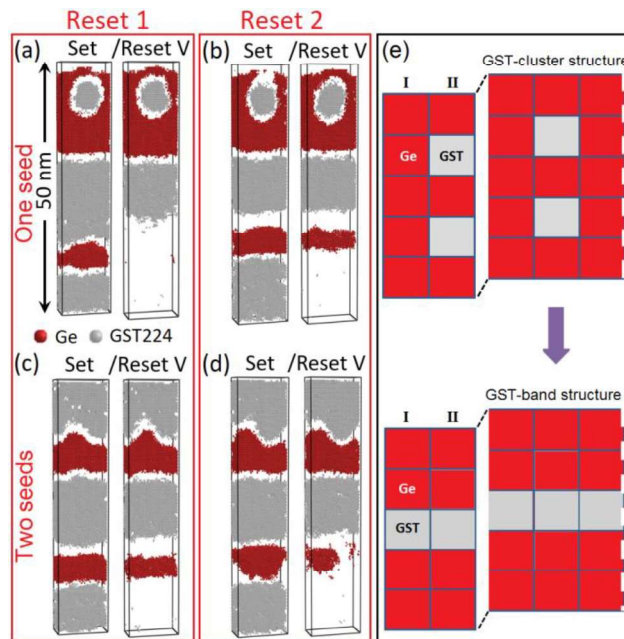 Reset 1 Reset 2
(a) Set /Reset V (b) Set /Reset V (e) GST-cluster structure
I II
One seed
50 nm
Ge GST
Ge GST224
(c) Set /Reset V (d) Set /Reset V
GST-band structure
I II
Two seeds
Ge
GST